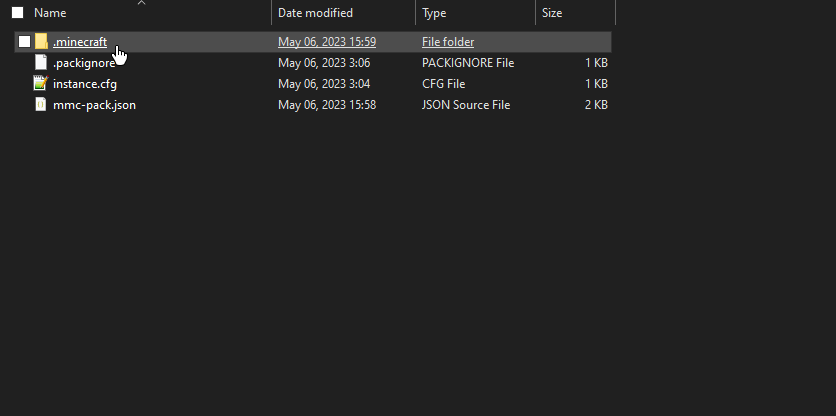 Name Date modified Type Size
.minecraft May 06, 2023 15:59 File folder
.packignore May 06, 2023 3:06 PACKIGNORE File 1 KB
instance.cfg May 06, 2023 3:04 CFG File 1 KB
mmc-pack.json May 06, 2023 15:58 JSON Source File 2 KB